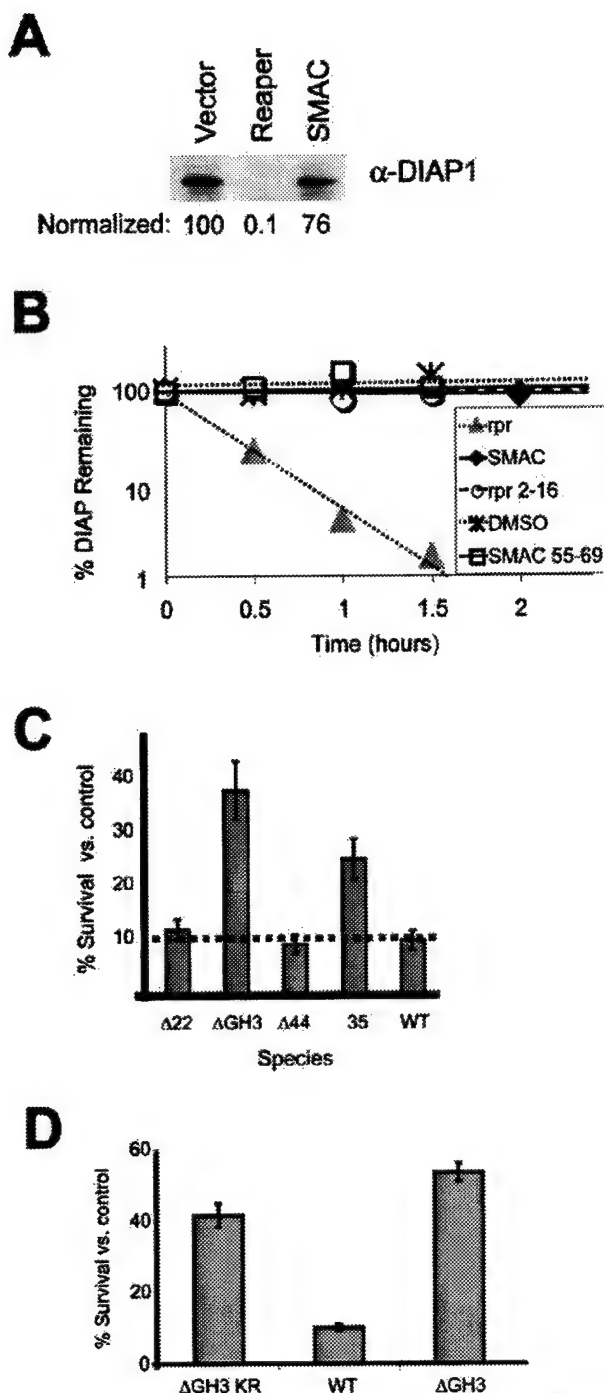 A
Vector
Reaper
SMAC
α-DIAP1
Normalized: 100 0.1 76
B
% DIAP Remaining
100
10
1
rpr
SMAC
rpr 2-16
DMSO
SMAC 55-69
0 0.5 1 1.5 2
Time (hours)
C
% Survival vs. control
40
30
20
10
Δ22 ΔGH3 Δ44 35 WT
Species
D
% Survival vs. control
60
40
20
0
ΔGH3 KR WT ΔGH3